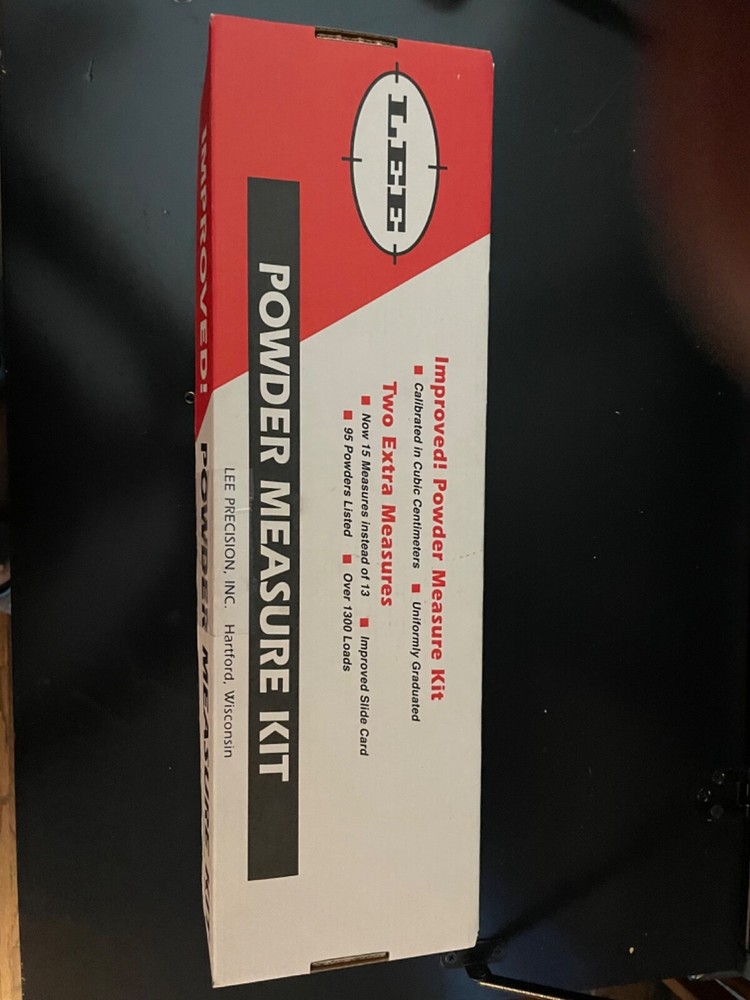 LEE
Improved! Powder Measure Kit
■ Calibrated in Cubic Centimeters ■ Uniformly Graduated
Two Extra Measures
■ Now 15 Measures instead of 13 ■ Improved Slide Card
■ 95 Powders Listed ■ Over 1300 Loads
POWDER MEASURE KIT
LEE PRECISION, INC. Hartford, Wisconsin
IMPROVED! POWDER MEASURE KIT